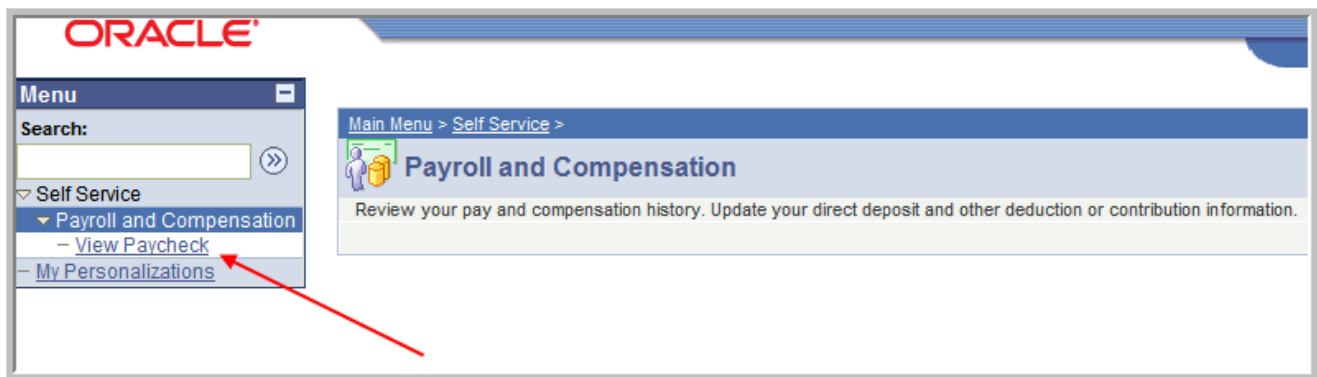 ORACLE
Menu
Search:
Self Service
Payroll and Compensation
View Paycheck
My Personalizations
Main Menu > Self Service >
Payroll and Compensation
Review your pay and compensation history. Update your direct deposit and other deduction or contribution information.